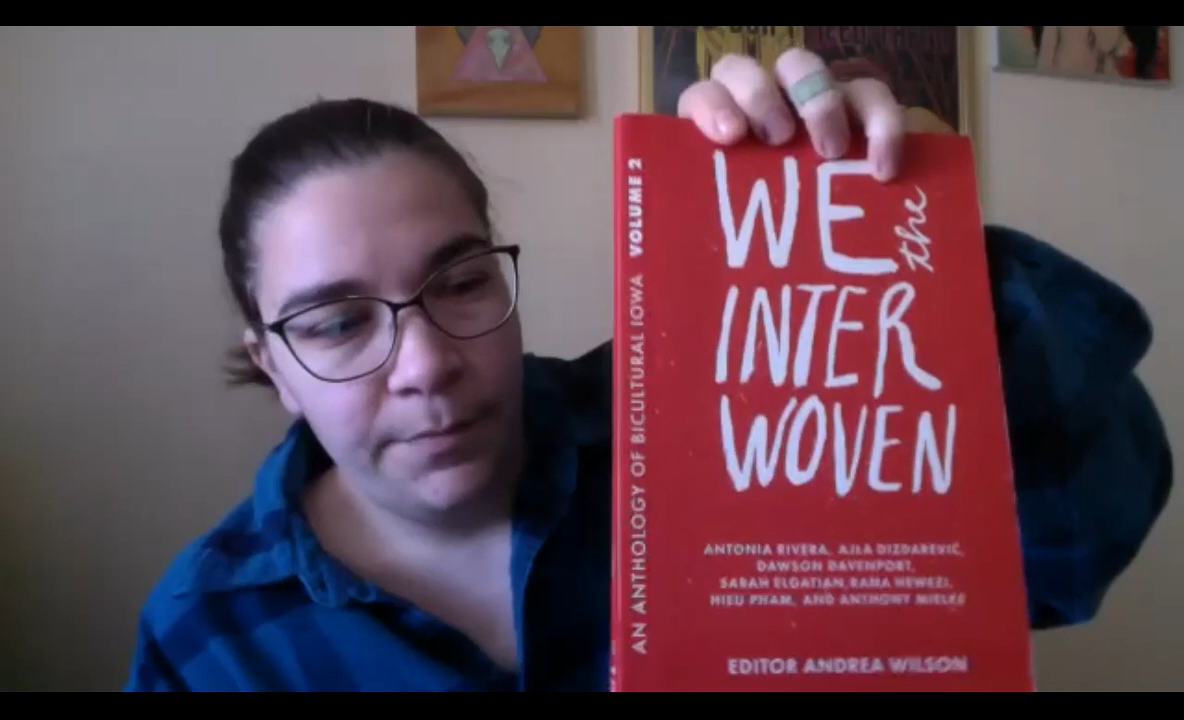 WE the
INTER
WOVEN
ANTONIA RIVERA, AJLA DIZDAREVIĆ,
DAWSON DAVENPORT,
SARAH ELGATIAN, RAMA HEWEZI,
HIEU PHAM, AND ANTHONY MIELKE
EDITOR ANDREA WILSON
AN ANTHOLOGY OF BICULTURAL IOWA VOLUME 2